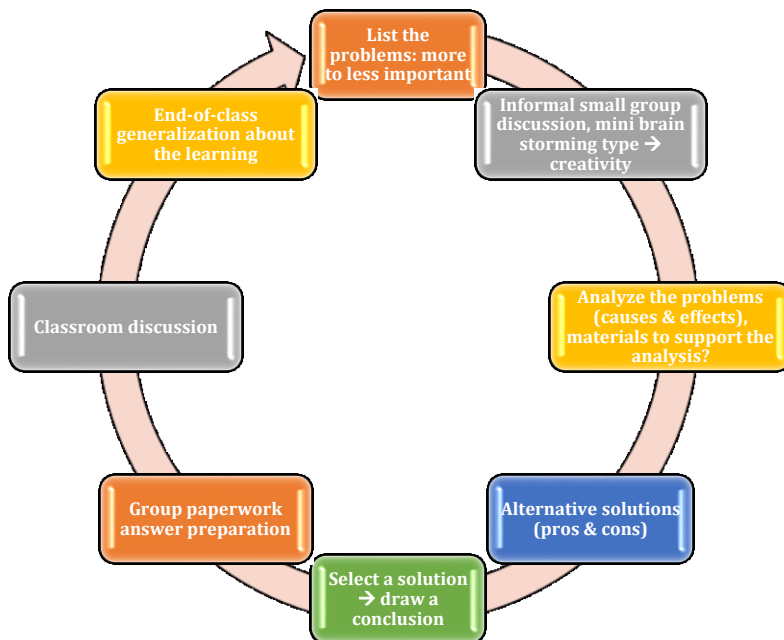 List the
problems: more
to less important
Informal small group
discussion, mini brain
storming type → 
creativity
Analyze the problems
(causes & effects),
materials to support the
analysis?
Alternative solutions
(pros & cons)
Select a solution
→ draw a
conclusion
Group paperwork
answer preparation
Classroom discussion
End-of-class
generalization about
the learning